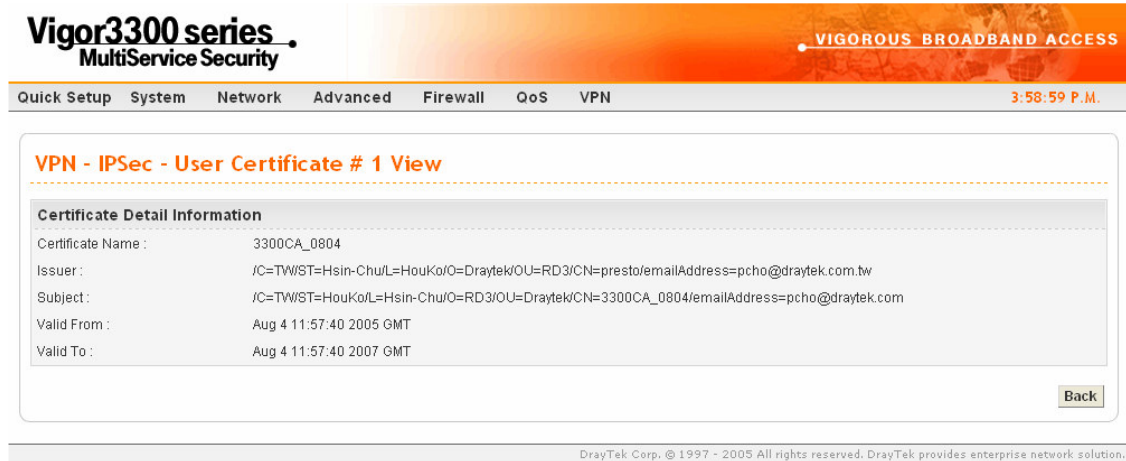 Vigor3300 series
MultiService Security
VIGOROUS BROADBAND ACCESS
Quick Setup System Network Advanced Firewall QoS VPN 3:58:59 P.M.
VPN - IPSec - User Certificate # 1 View
Certificate Detail Information
Certificate Name : 3300CA_0804
Issuer : /C=TW/ST=Hsin-Chu/L=HouKo/O=Draytek/OU=RD3/CN=presto/emailAddress=pcho@draytek.com.tw
Subject : /C=TW/ST=HouKo/L=Hsin-Chu/O=RD3/OU=Draytek/CN=3300CA_0804/emailAddress=pcho@draytek.com
Valid From : Aug 4 11:57:40 2005 GMT
Valid To : Aug 4 11:57:40 2007 GMT
Back
DrayTek Corp. © 1997 - 2005 All rights reserved. DrayTek provides enterprise network solution.